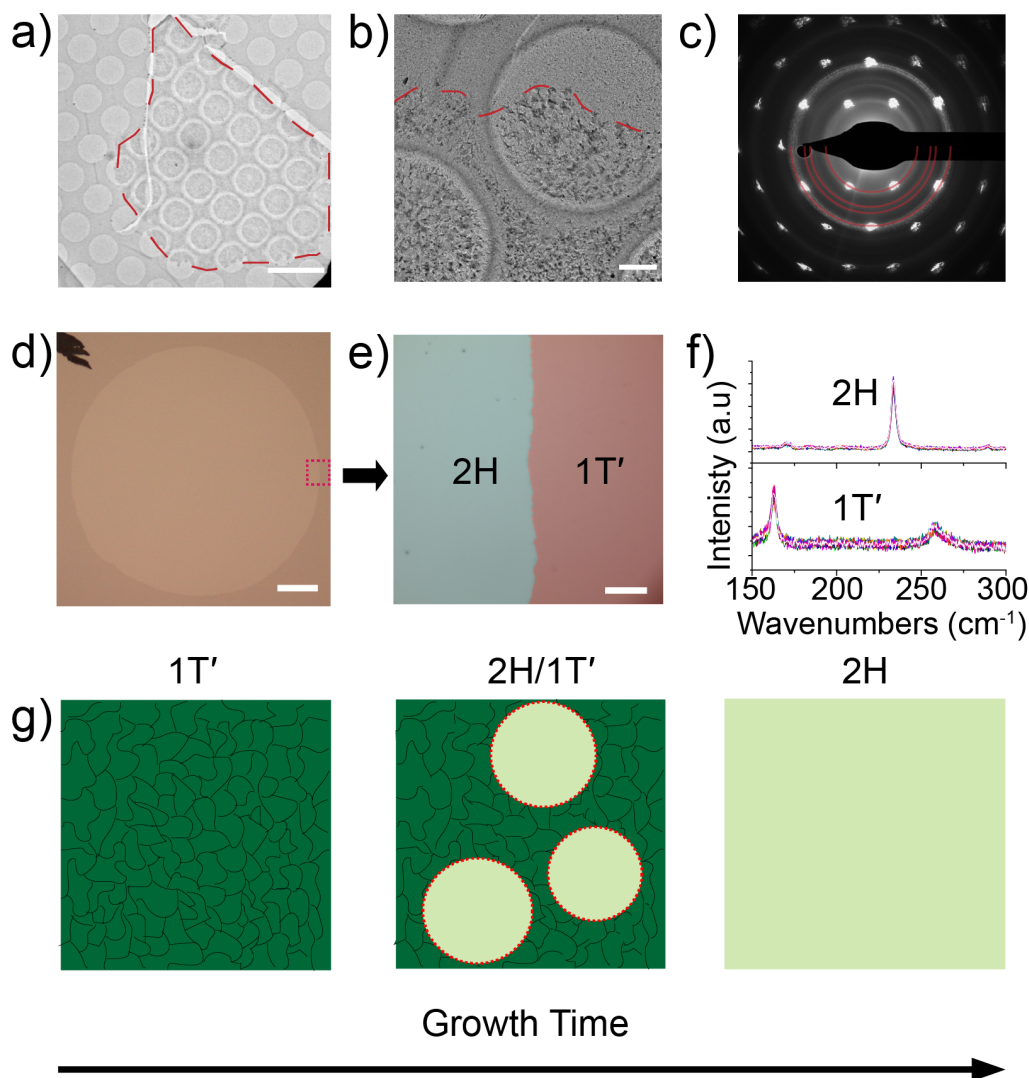 a)
b)
c)
d)
e)
2H
1T′
f)
2H
1T′
Intenisty (a.u)
150 200 250 300
Wavenumbers (cm-1)
1T′
2H/1T′
2H
g)
Growth Time